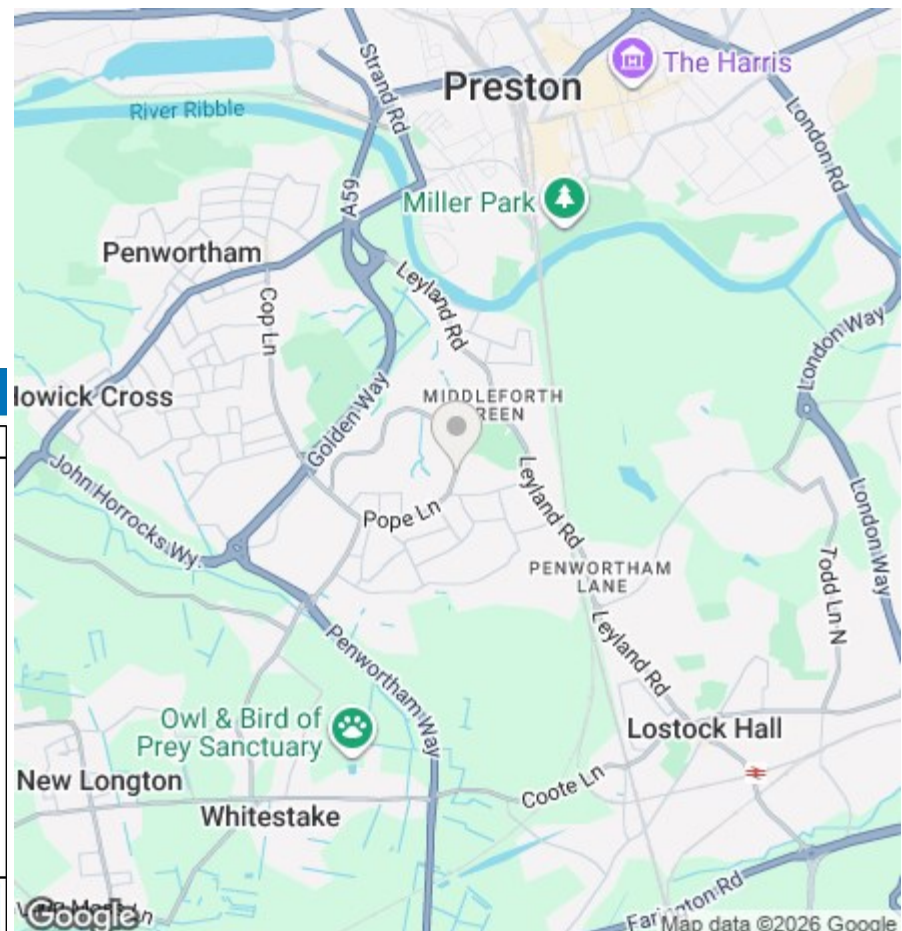 Preston
The Harris
River Ribble
Strand Rd
London Rd
A59
Miller Park
Penwortham
Leyland Rd
Cop Ln
London Way
Howick Cross
MIDDLEFORTH
GREEN
Golden Way
John Horrocks Wy.
Leyland Rd
London Way
Pope Ln
PENWORTHAM
LANE
Todd Ln N
Leyland Rd
Penwortham Way
Owl & Bird of
Prey Sanctuary
Lostock Hall
New Longton
Coote Ln
Whitestake
Google
Farington Rd
Map data ©2026 Google